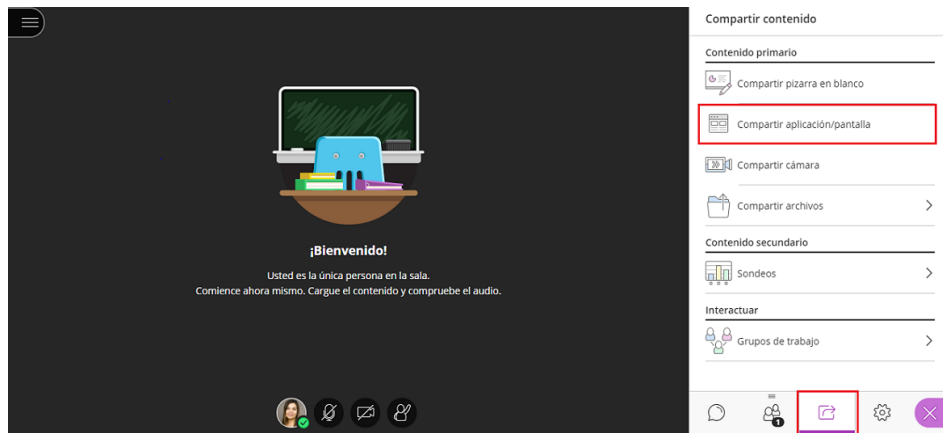 Compartir contenido
Contenido primario
Compartir pizarra en blanco
Compartir aplicación/pantalla
Compartir cámara
Compartir archivos
Contenido secundario
Sondeos
Interactuar
Grupos de trabajo
¡Bienvenido!
Usted es la única persona en la sala.
Comience ahora mismo. Cargue el contenido y compruebe el audio.
1